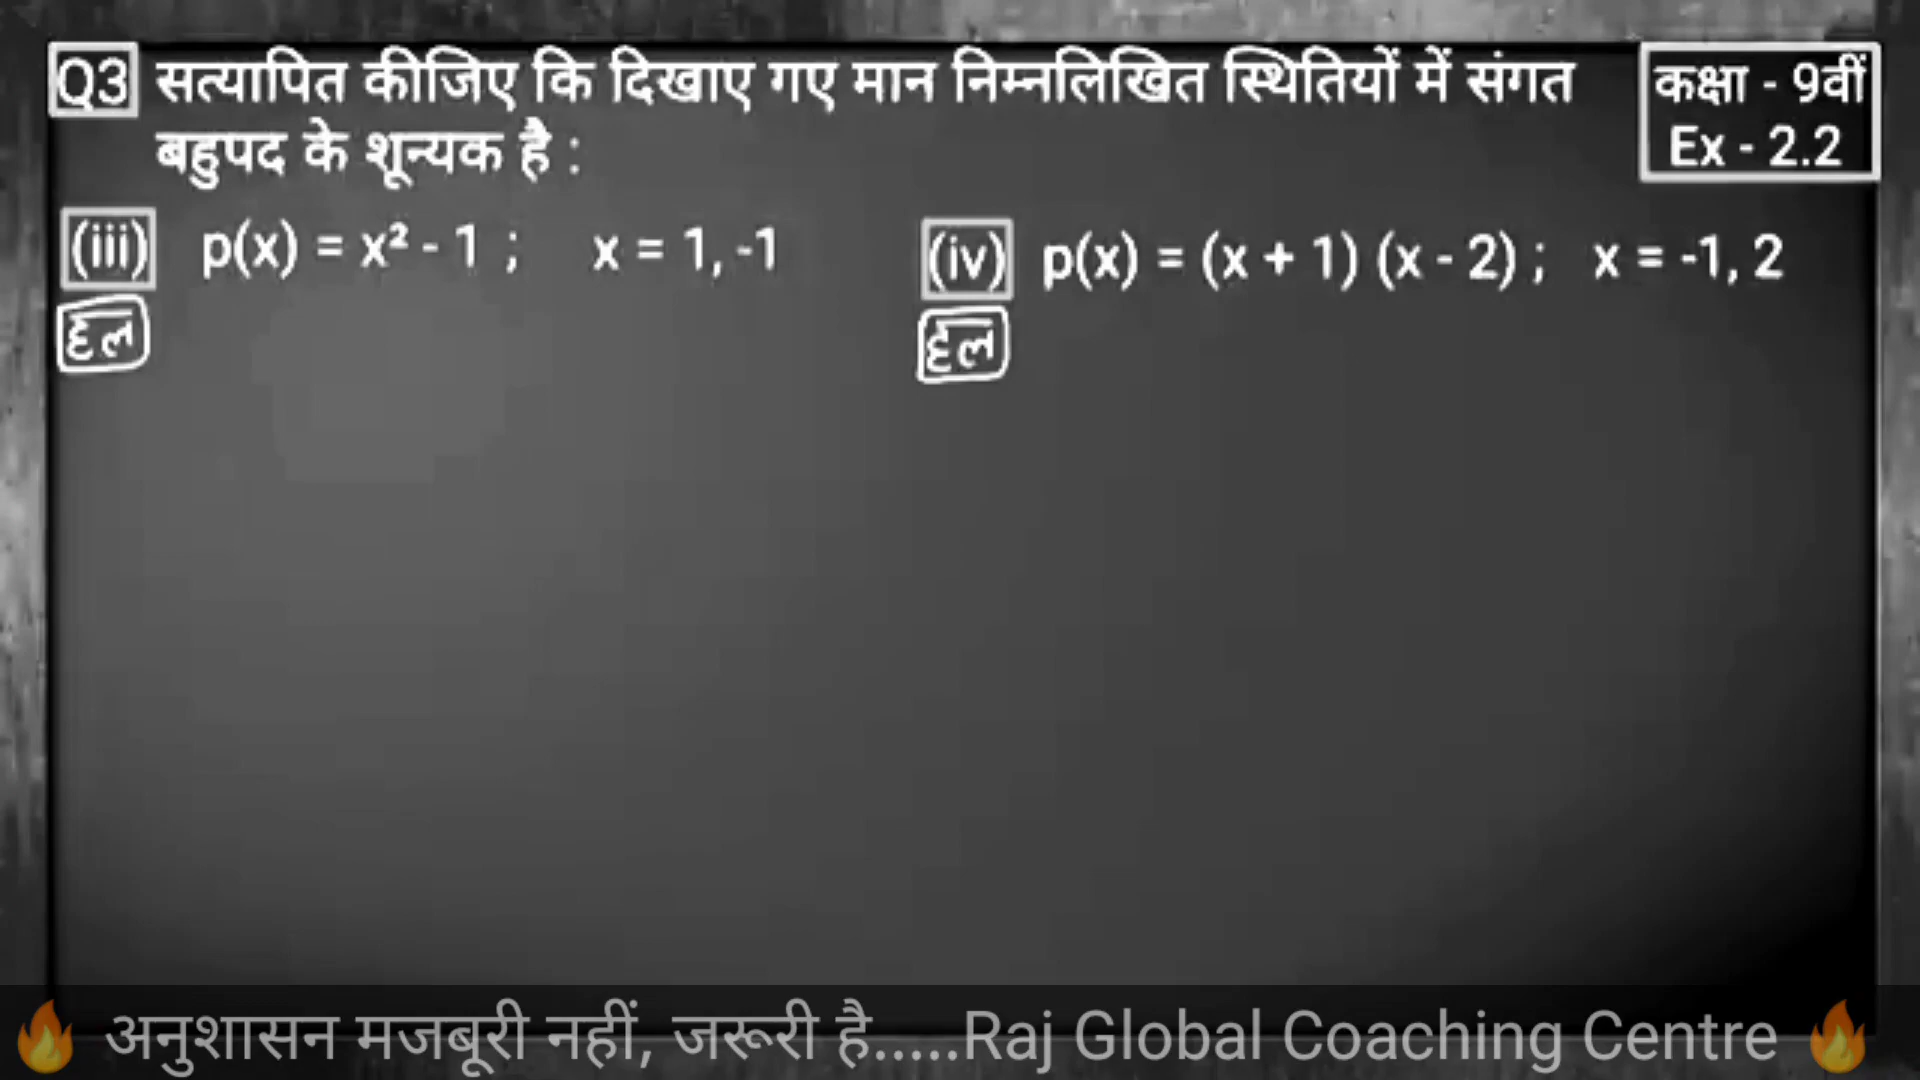 Q3 सत्यापित कीजिए कि दिखाए गए मान निम्नलिखित स्थितियों में संगत
बहुपद के शून्यक है :
कक्षा - 9वीं
Ex - 2.2
(iii) p(x) = x² - 1 ; x = 1, -1
(iv) p(x) = (x + 1) (x - 2) ; x = -1, 2
हल
हल
🔥 अनुशासन मजबूरी नहीं, जरूरी है.....Raj Global Coaching Centre 🔥